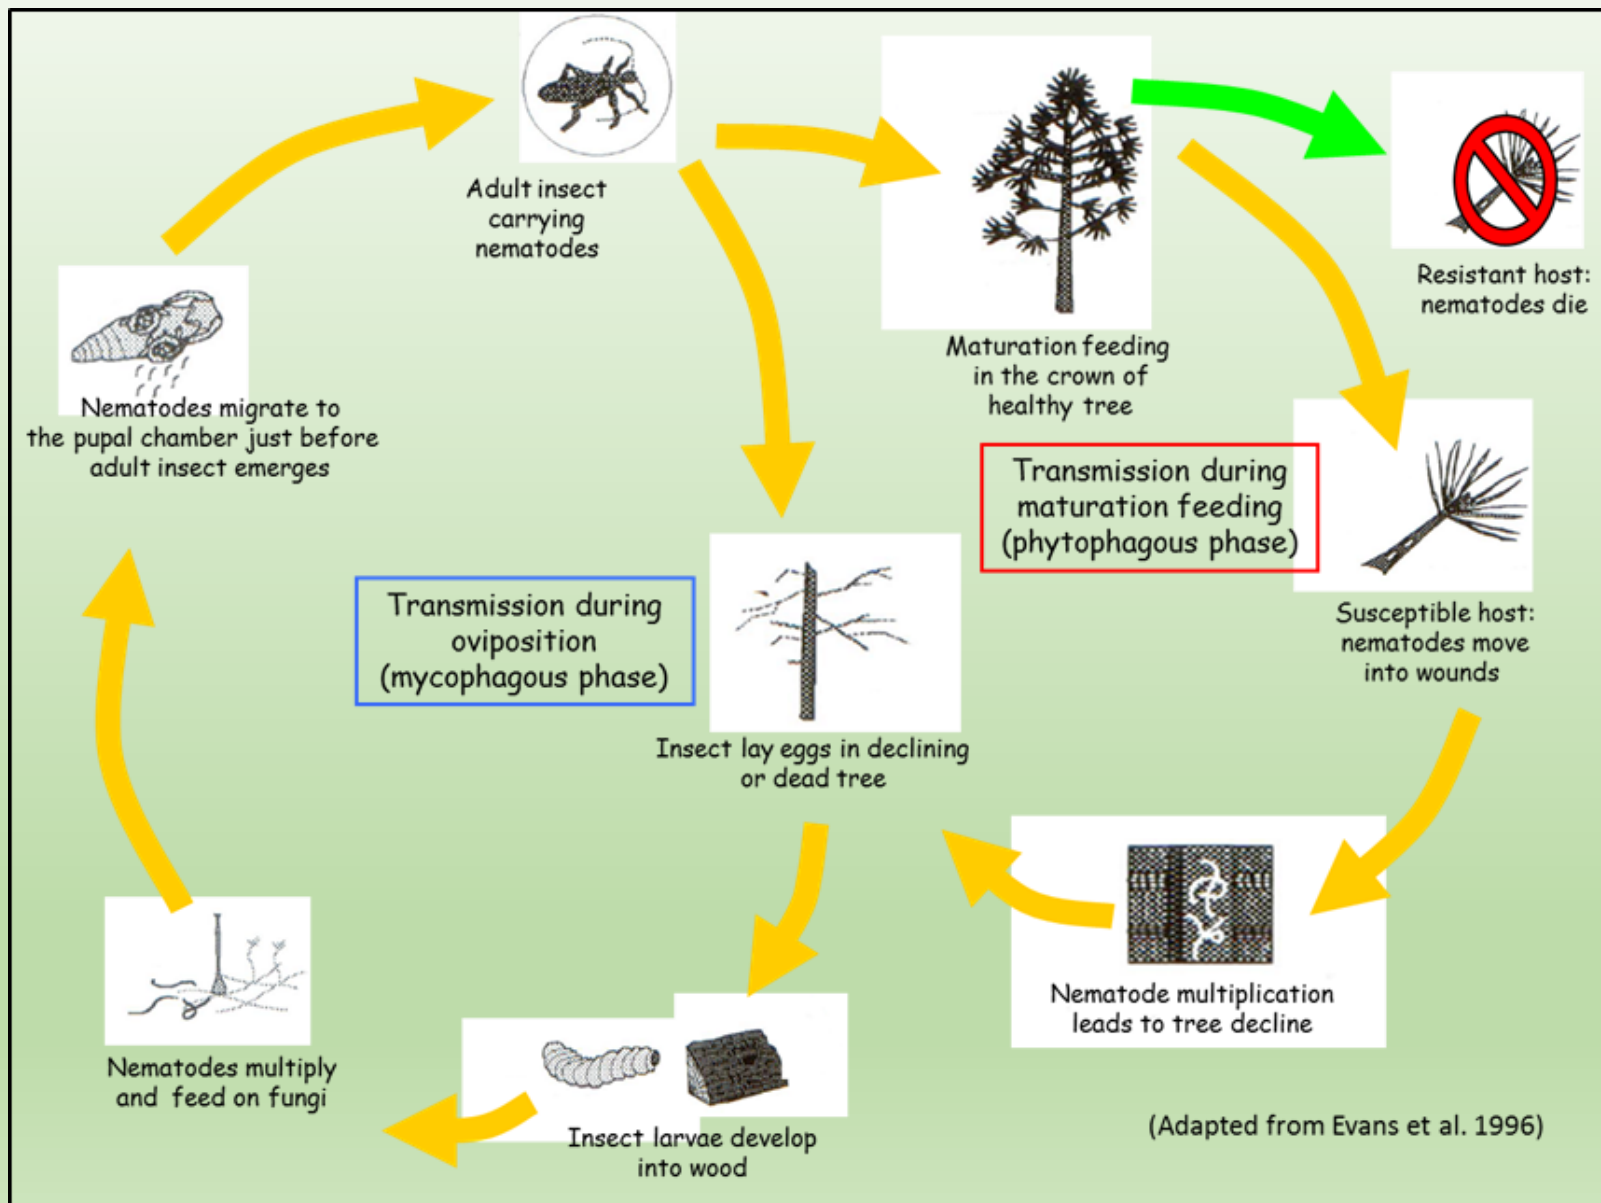 Adult insect
carrying
nematodes
Maturation feeding
in the crown of
healthy tree
Resistant host:
nematodes die
Nematodes migrate to
the pupal chamber just before
adult insect emerges
Transmission during
maturation feeding
(phytophagous phase)
Transmission during
oviposition
(mycophagous phase)
Susceptible host:
nematodes move
into wounds
Insect lay eggs in declining
or dead tree
Nematode multiplication
leads to tree decline
Nematodes multiply
and feed on fungi
Insect larvae develop
into wood
(Adapted from Evans et al. 1996)